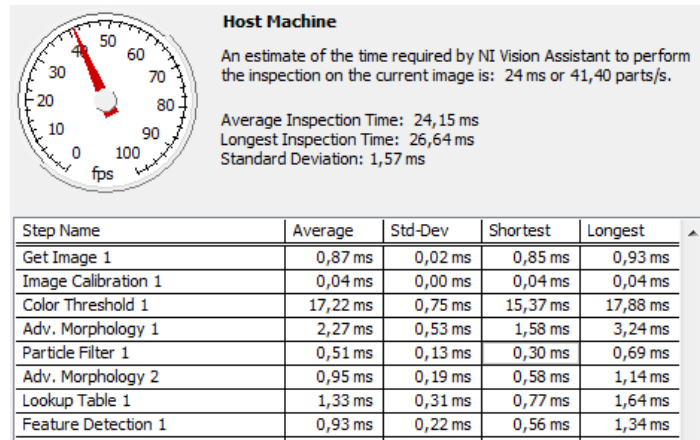 Host Machine
An estimate of the time required by NI Vision Assistant to perform
the inspection on the current image is: 24 ms or 41,40 parts/s.
Average Inspection Time: 24,15 ms
Longest Inspection Time: 26,64 ms
Standard Deviation: 1,57 ms
0 10 20 30 40 50 60 70 80 90 100
fps
Step Name Average Std-Dev Shortest Longest
Get Image 1 0,87 ms 0,02 ms 0,85 ms 0,93 ms
Image Calibration 1 0,04 ms 0,00 ms 0,04 ms 0,04 ms
Color Threshold 1 17,22 ms 0,75 ms 15,37 ms 17,88 ms
Adv. Morphology 1 2,27 ms 0,53 ms 1,58 ms 3,24 ms
Particle Filter 1 0,51 ms 0,13 ms 0,30 ms 0,69 ms
Adv. Morphology 2 0,95 ms 0,19 ms 0,58 ms 1,14 ms
Lookup Table 1 1,33 ms 0,31 ms 0,77 ms 1,64 ms
Feature Detection 1 0,93 ms 0,22 ms 0,56 ms 1,34 ms